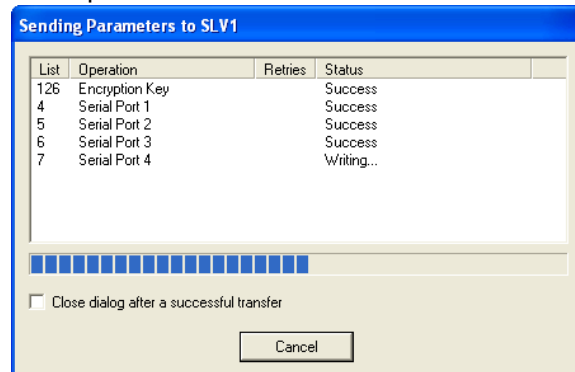 Sending Parameters to SLV1
List Operation Retries Status
126 Encryption Key Success
4 Serial Port 1 Success
5 Serial Port 2 Success
6 Serial Port 3 Success
7 Serial Port 4 Writing...
Close dialog after a successful transfer
Cancel